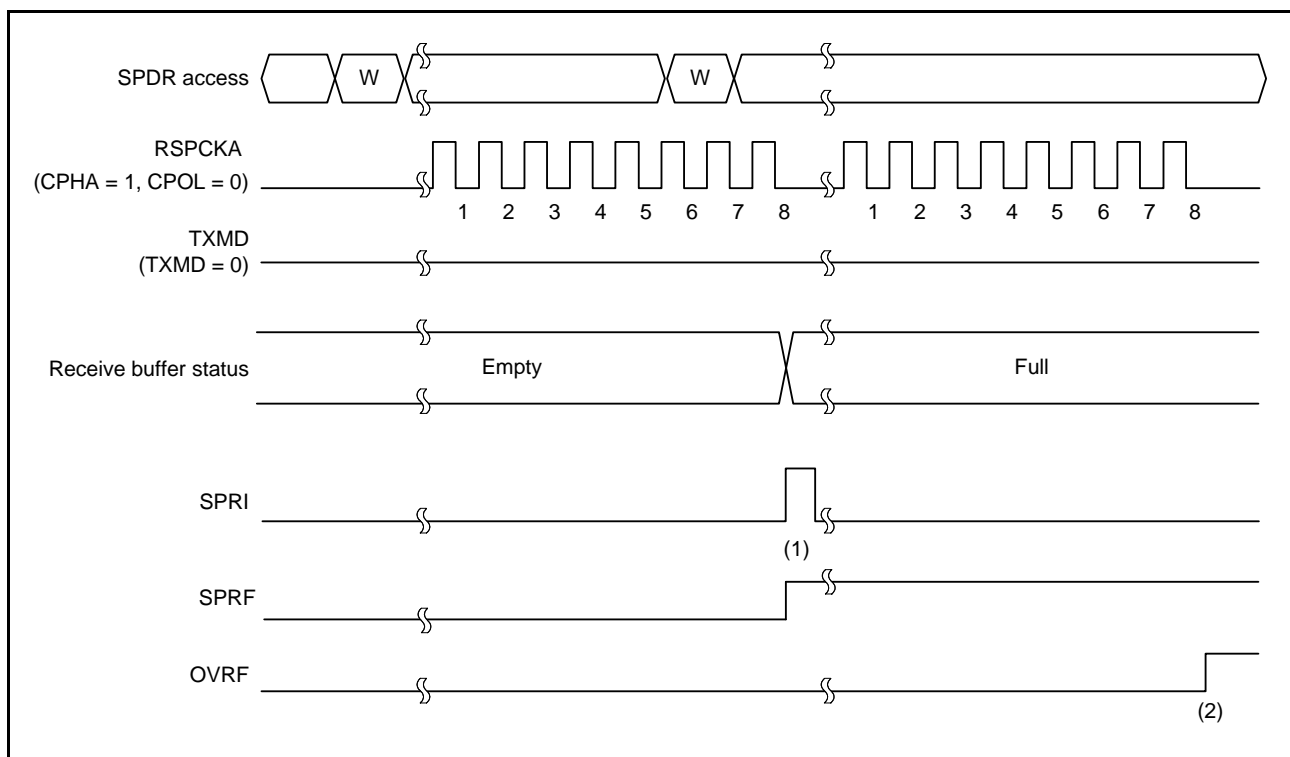 SPDR access W W
RSPCKA
(CPHA = 1, CPOL = 0)
1 2 3 4 5 6 7 8 1 2 3 4 5 6 7 8
TXMD
(TXMD = 0)
Receive buffer status Empty Full
SPRI
(1)
SPRF
OVRF
(2)